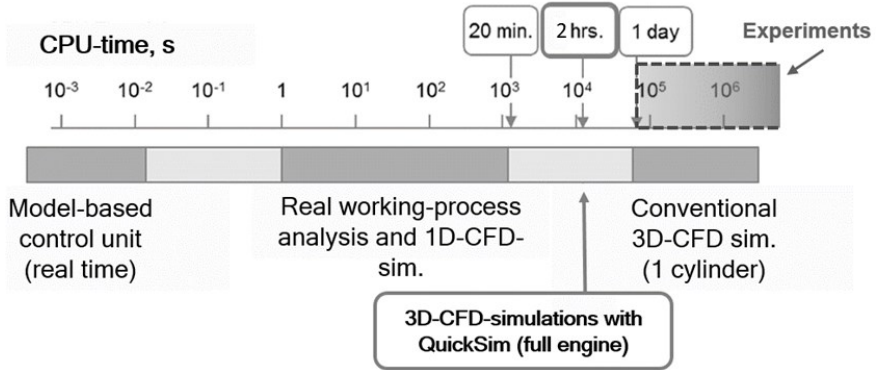 20 min.
2 hrs.
1 day
Experiments
CPU-time, s
10⁻³ 10⁻² 10⁻¹ 1 10¹ 10² 10³ 10⁴ 10⁵ 10⁶
Model-based
control unit
(real time)
Real working-process
analysis and 1D-CFD-
sim.
Conventional
3D-CFD sim.
(1 cylinder)
3D-CFD-simulations with
QuickSim (full engine)